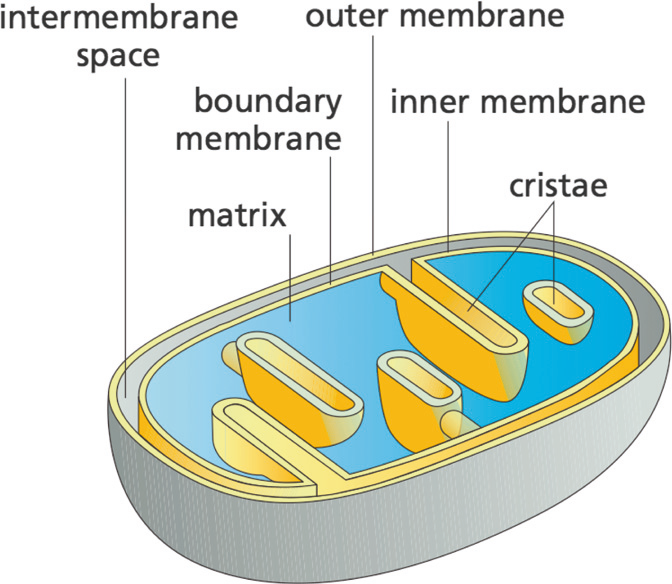 intermembrane
space
outer membrane
boundary
membrane
inner membrane
cristae
matrix